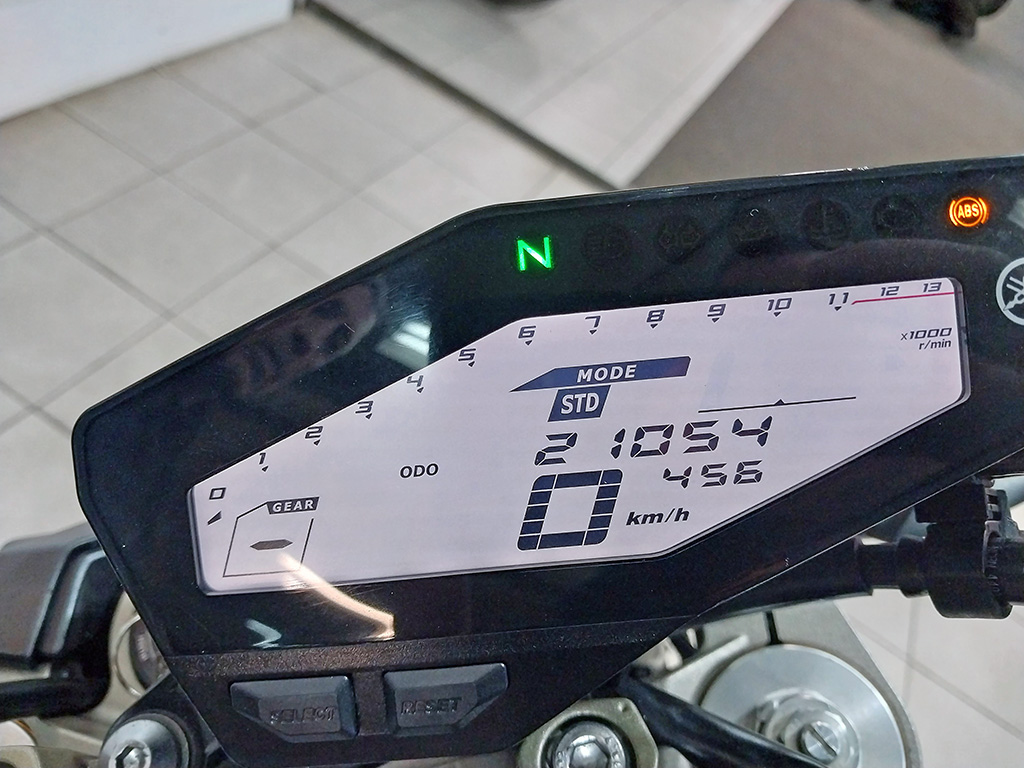 N
ABS
0 1 2 3 4 5 6 7 8 9 10 11 12 13
x1000
r/min
MODE
STD
21054
ODO
456
GEAR
0 km/h
SELECT RESET